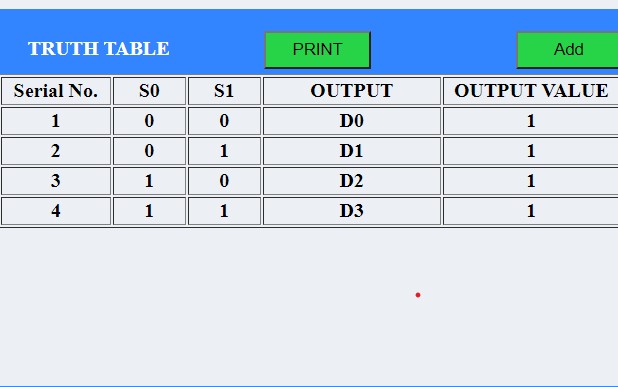 TRUTH TABLE PRINT Add
Serial No. S0 S1 OUTPUT OUTPUT VALUE
1 0 0 D0 1
2 0 1 D1 1
3 1 0 D2 1
4 1 1 D3 1